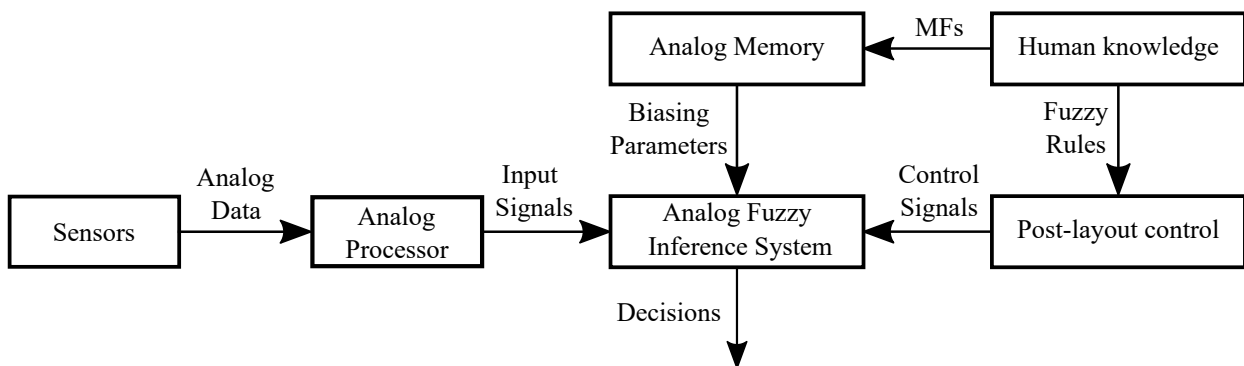 Analog Memory
MFs
Human knowledge
Biasing
Parameters
Fuzzy
Rules
Sensors
Analog
Data
Analog
Processor
Input
Signals
Analog Fuzzy
Inference System
Control
Signals
Post-layout control
Decisions